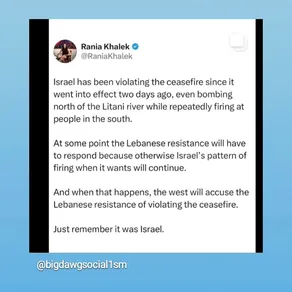 Rania Khalek
@RaniaKhalek
Israel has been violating the ceasefire since it
went into effect two days ago, even bombing
north of the Litani river while repeatedly firing at
people in the south.
At some point the Lebanese resistance will have
to respond because otherwise Israel's pattern of
firing when it wants will continue.
And when that happens, the west will accuse the
Lebanese resistance of violating the ceasefire.
Just remember it was Israel.
@bigdawgsocial1sm